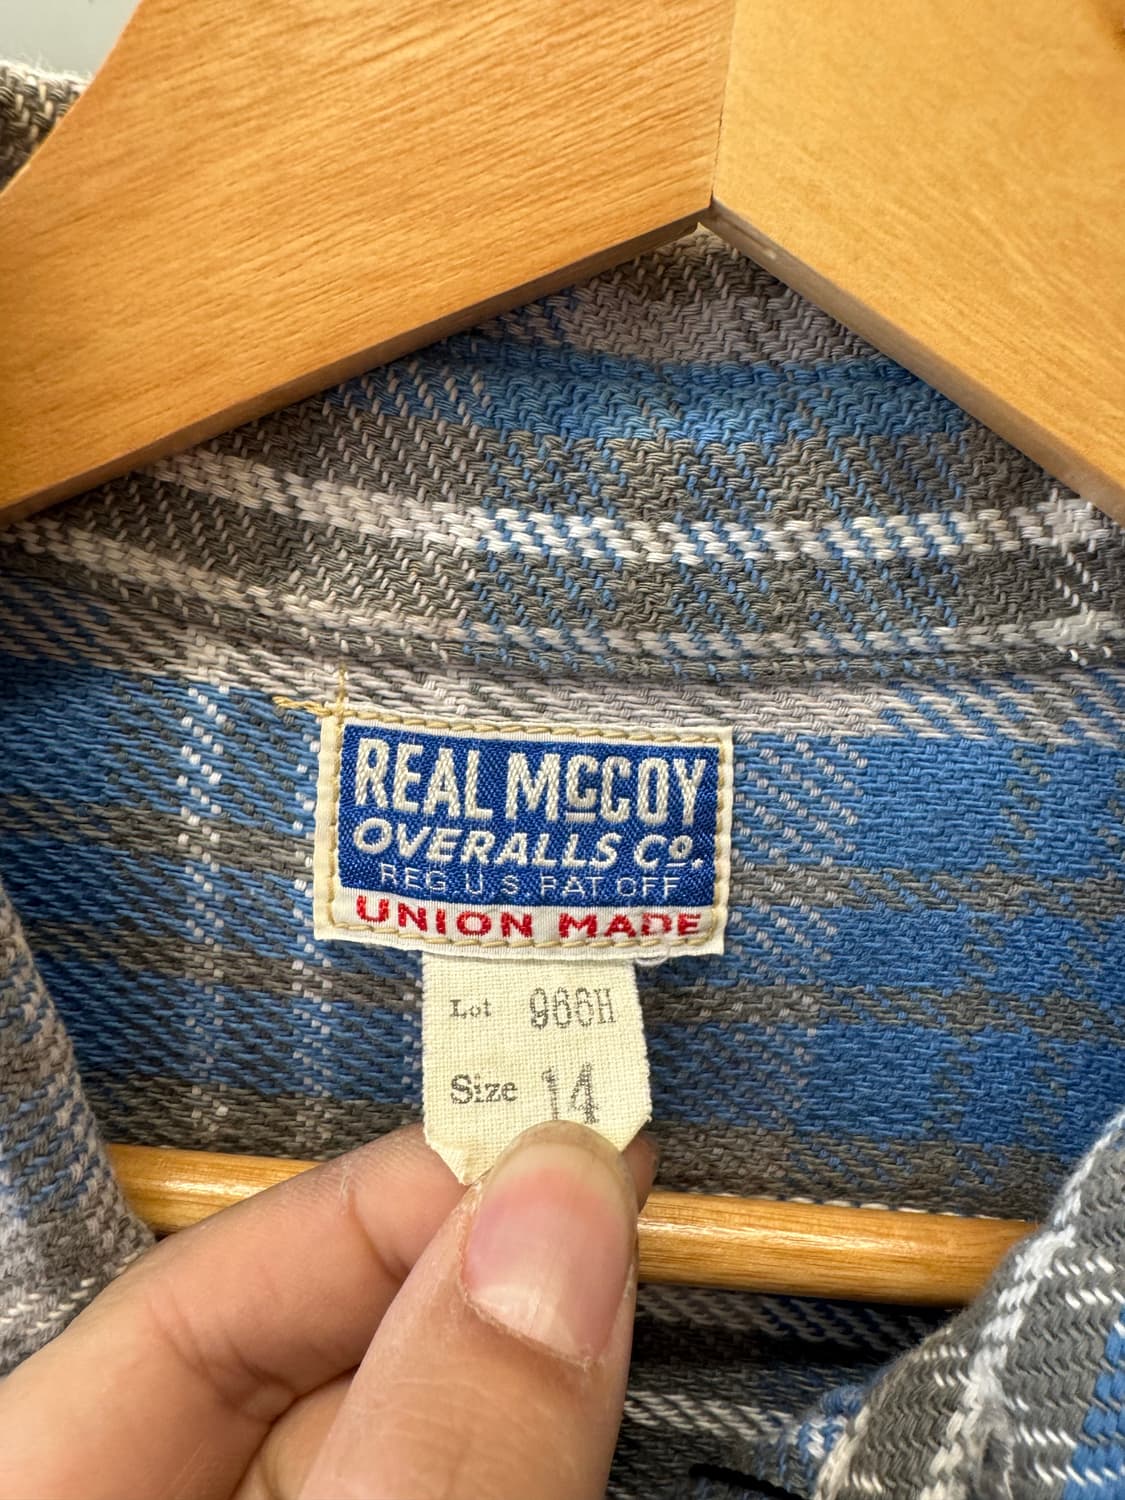 REAL McCOY
OVERALLS Co.
REG. U.S. PAT. OFF
UNION MADE
Lot 966H
Size 14